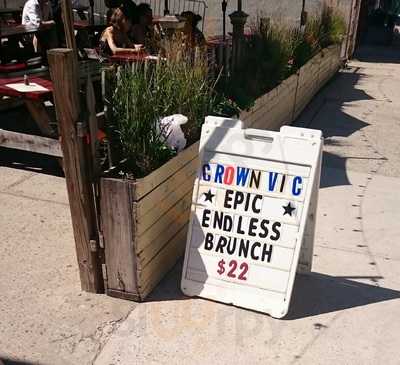 CROWN VIC
★ EPIC ★
ENDLESS
BRUNCH
$22